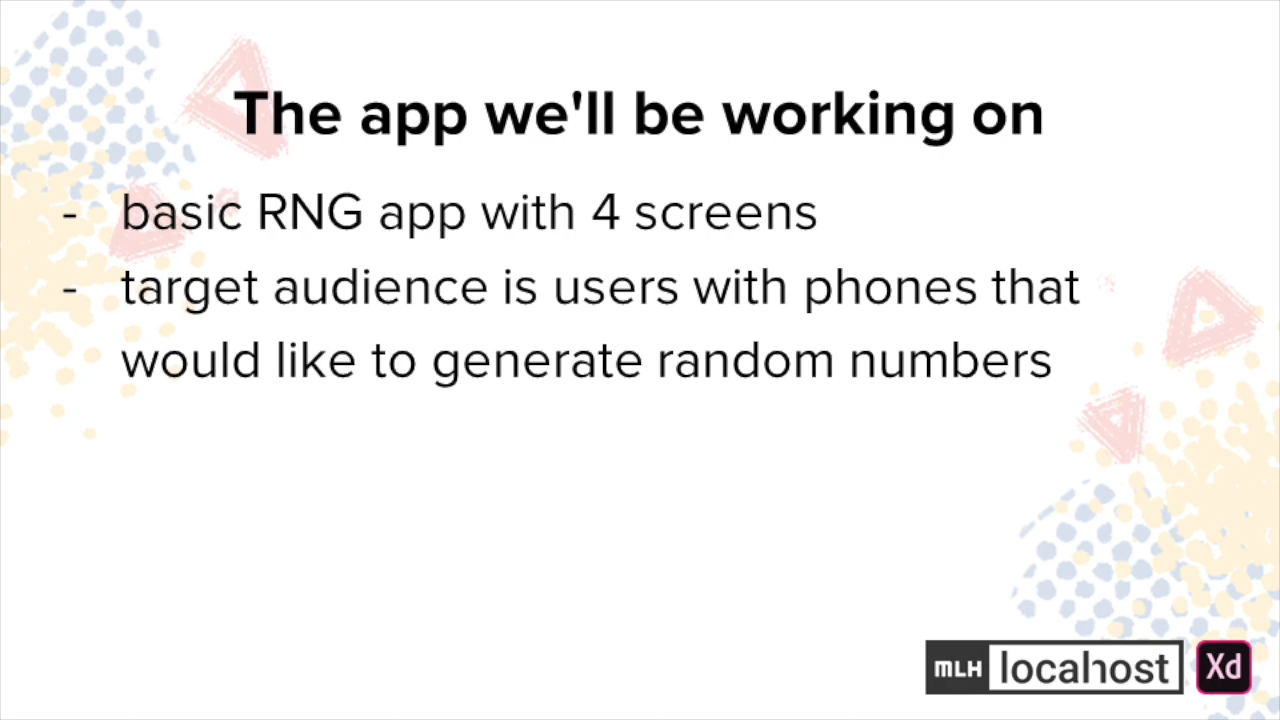 The app we'll be working on
- basic RNG app with 4 screens
- target audience is users with phones that
would like to generate random numbers
mLH localhost Xd